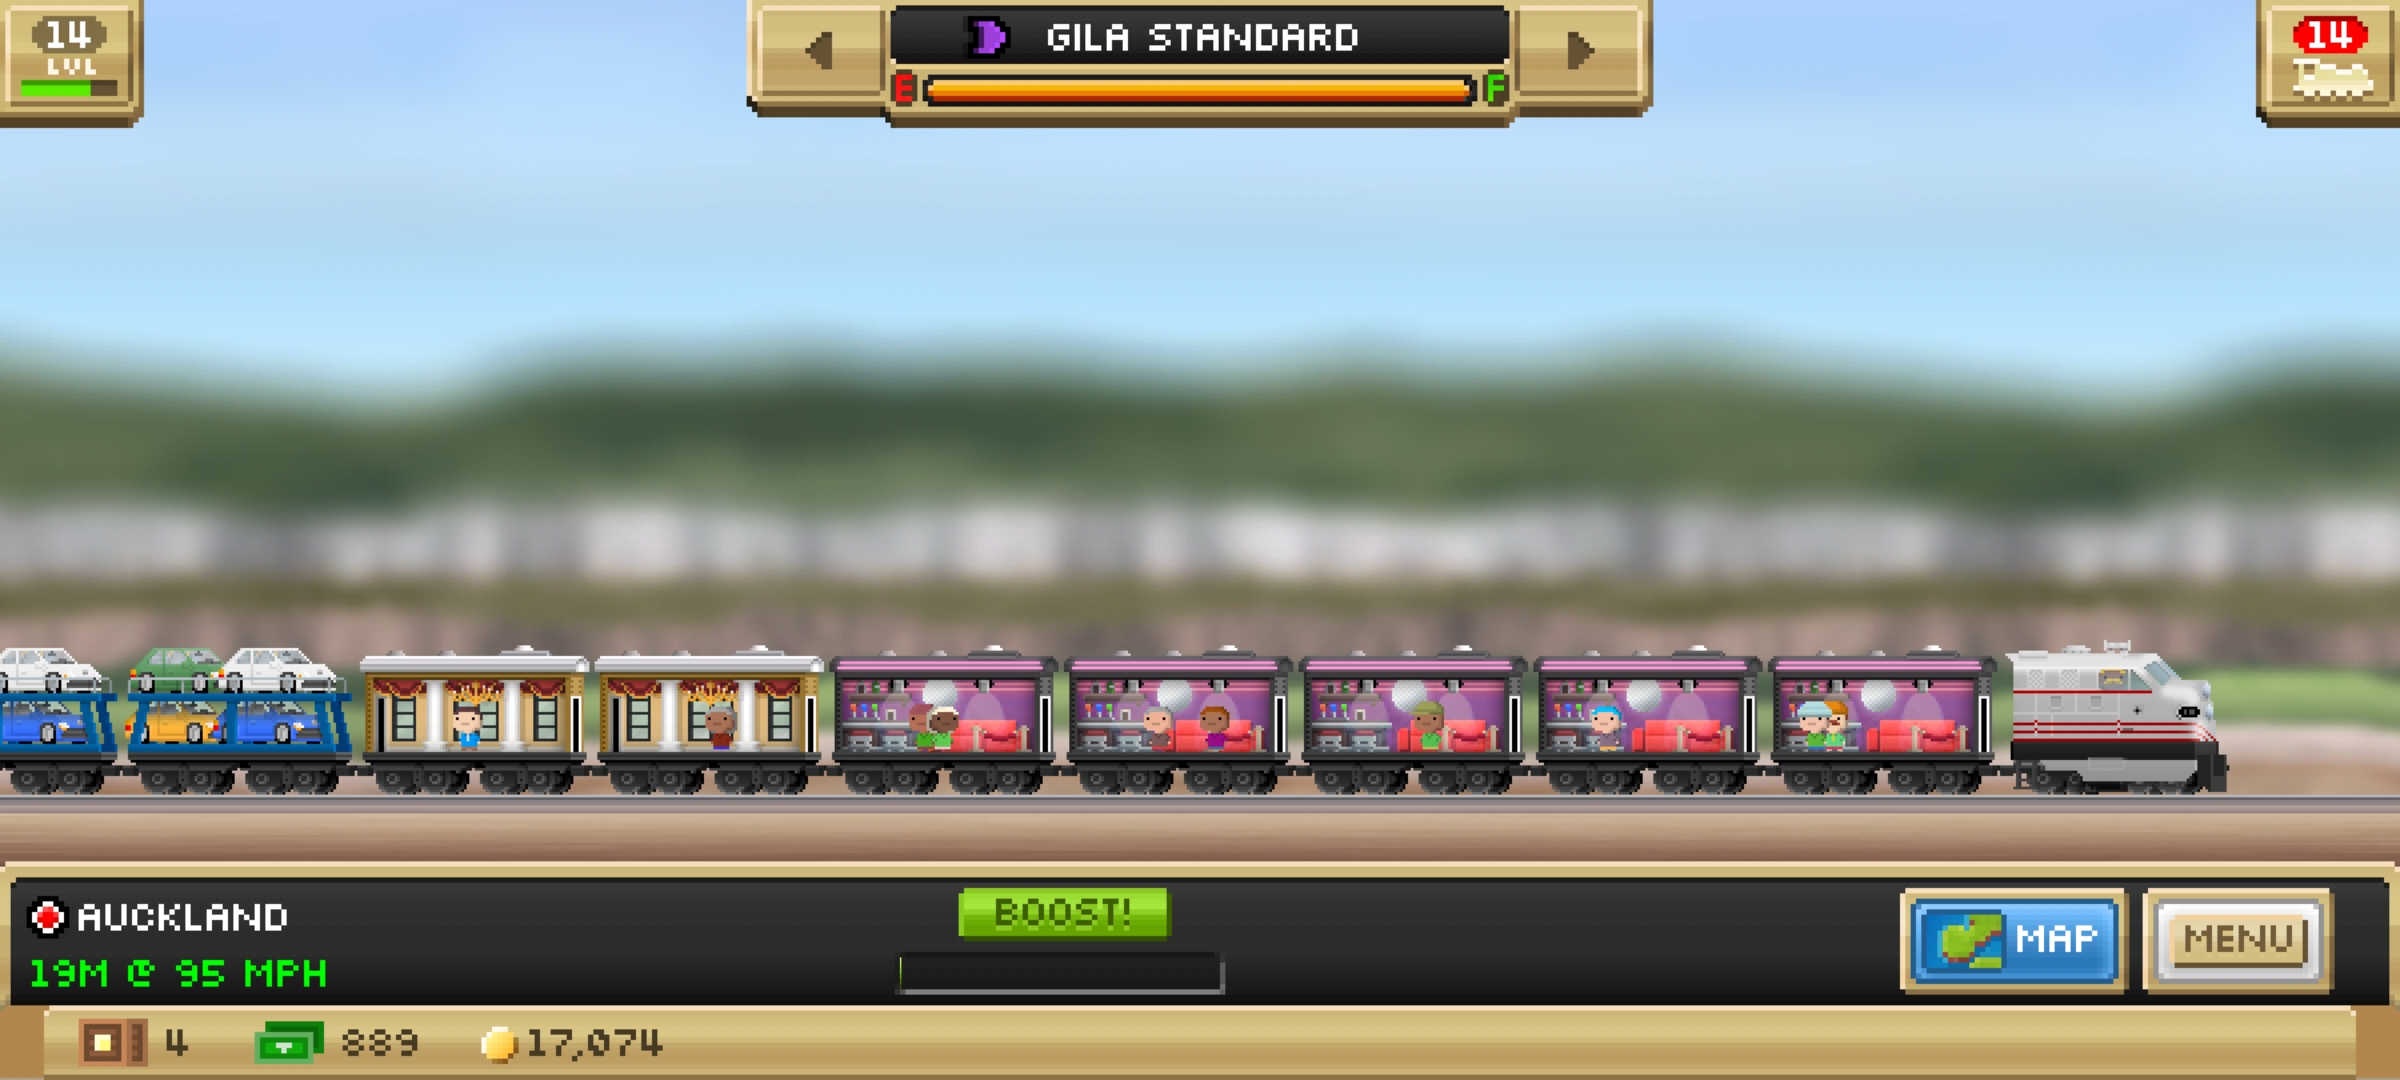 14
LVL
GILA STANDARD
E F
14
AUCKLAND
19M @ 95 MPH
BOOST!
MAP
MENU
4
889
17,074